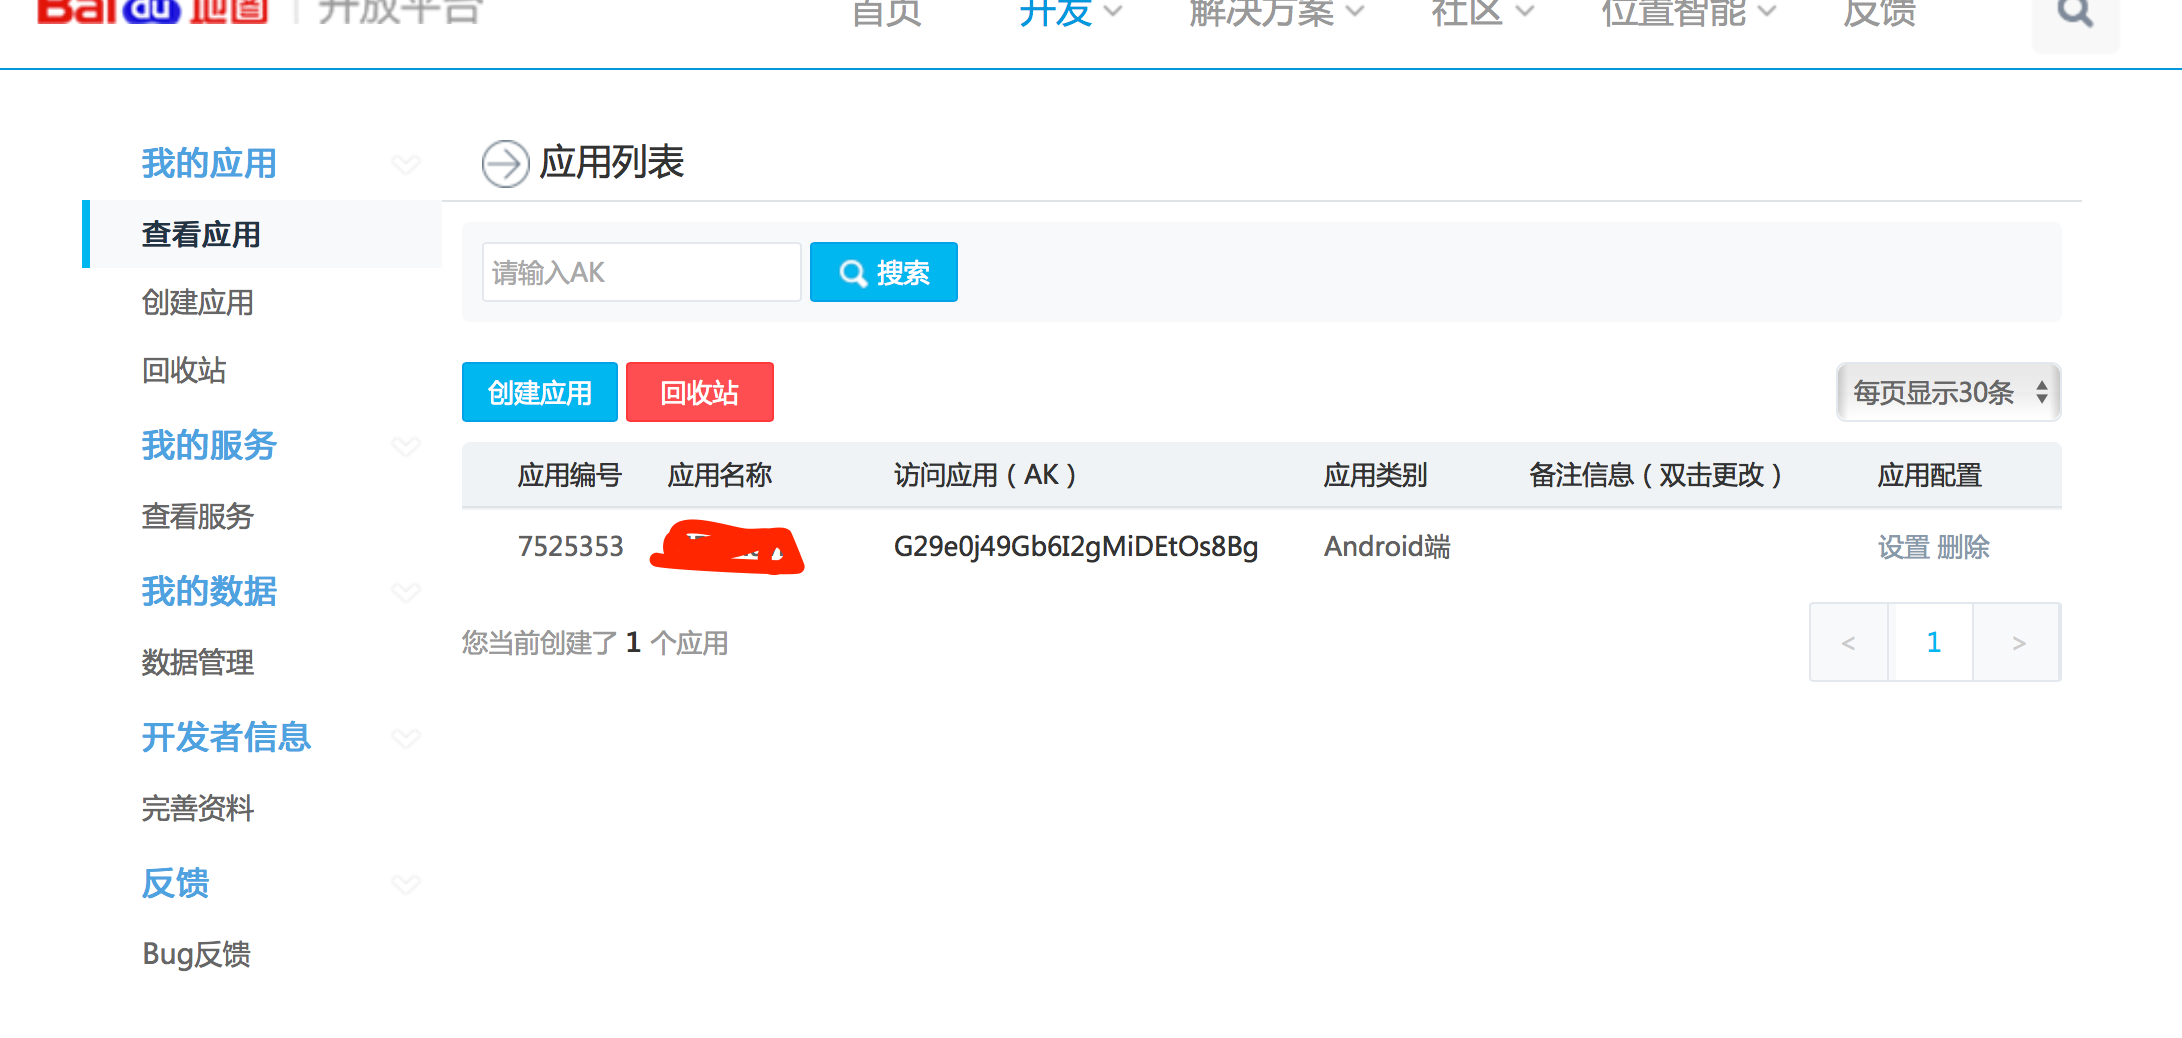 Baidu 地图 | 开放平台
首页 开发 解决方案 社区 位置智能 反馈
我的应用
查看应用
创建应用
回收站
我的服务
查看服务
我的数据
数据管理
开发者信息
完善资料
反馈
Bug反馈
应用列表
请输入AK 搜索
创建应用 回收站 每页显示30条
应用编号 应用名称 访问应用（AK） 应用类别 备注信息（双击更改） 应用配置
7525353 G29e0j49Gb6I2gMiDEtOs8Bg Android端 设置 删除
您当前创建了 1 个应用
< 1 >